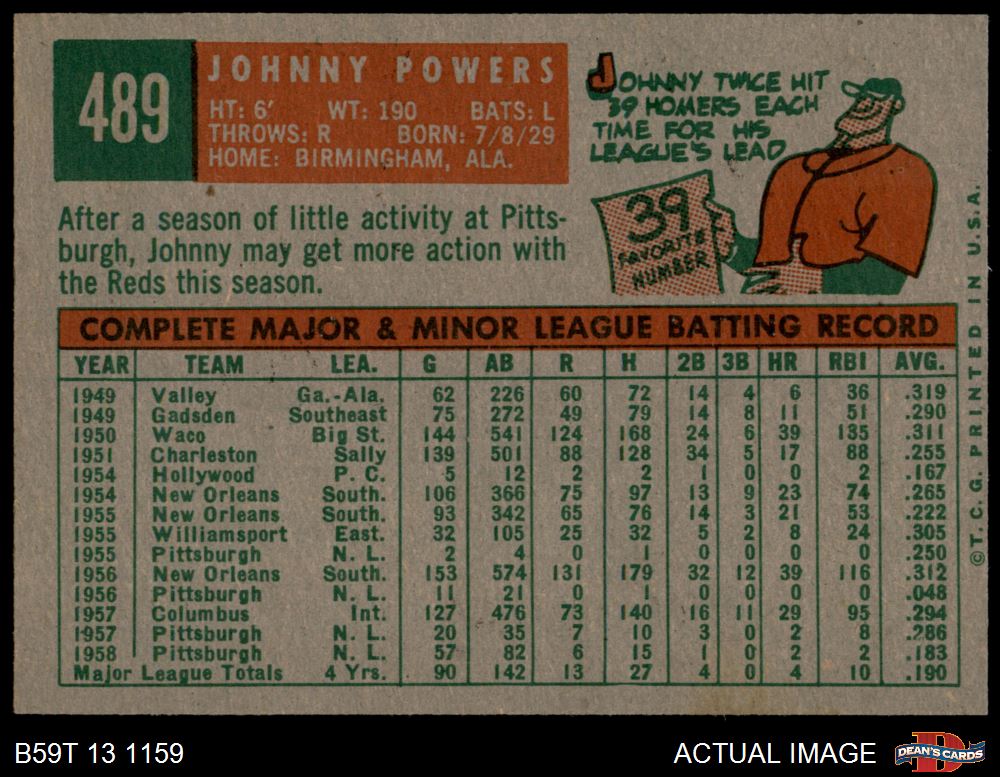 489
JOHNNY POWERS
HT: 6' WT: 190 BATS: L
THROWS: R BORN: 7/8/29
HOME: BIRMINGHAM, ALA.
JOHNNY TWICE HIT
39 HOMERS EACH
TIME FOR HIS
LEAGUE'S LEAD
39
FAVORITE
NUMBER
After a season of little activity at Pitts-
burgh, Johnny may get more action with
the Reds this season.
COMPLETE MAJOR & MINOR LEAGUE BATTING RECORD
YEAR TEAM LEA. G AB R H 2B 3B HR RBI AVG.
1949 Valley Ga.-Ala. 62 226 60 72 14 4 6 36 .319
1949 Gadsden Southeast 75 272 49 79 14 8 11 51 .290
1950 Waco Big St. 144 541 124 168 24 6 39 135 .311
1951 Charleston Sally 139 501 88 128 34 5 17 88 .255
1954 Hollywood P. C. 5 12 2 2 1 0 0 2 .167
1954 New Orleans South. 106 366 75 97 13 9 23 74 .265
1955 New Orleans South. 93 342 65 76 14 3 21 53 .222
1955 Williamsport East. 32 105 25 32 5 2 8 24 .305
1955 Pittsburgh N. L. 2 4 0 1 0 0 0 0 .250
1956 New Orleans South. 153 574 131 179 32 12 39 116 .312
1956 Pittsburgh N. L. 11 21 0 1 0 0 0 0 .048
1957 Columbus Int. 127 476 73 140 16 11 29 95 .294
1957 Pittsburgh N. L. 20 35 7 10 3 0 2 8 .286
1958 Pittsburgh N. L. 57 82 6 15 1 0 2 2 .183
Major League Totals 4 Yrs. 90 142 13 27 4 0 4 10 .190
© T.C.G. PRINTED IN U.S.A.
B59T 13 1159
ACTUAL IMAGE
DEAN'S CARDS